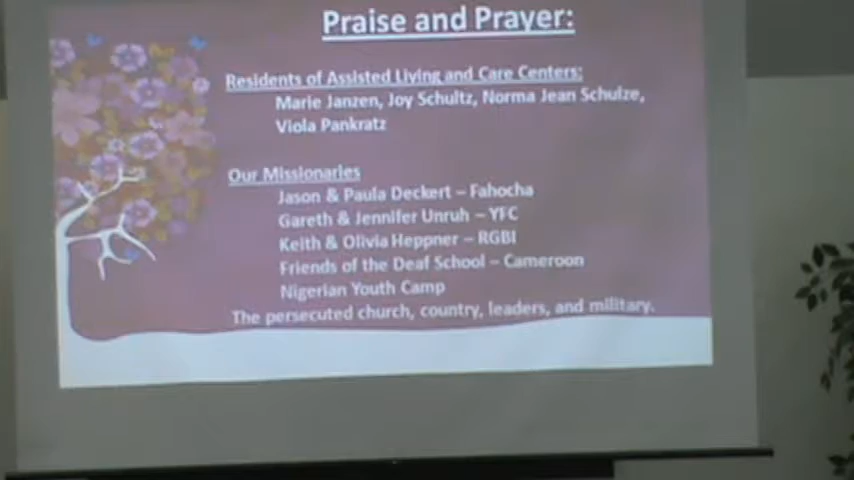 Praise and Prayer:
Residents of Assisted Living and Care Centers:
Marie Janzen, Joy Schultz, Norma Jean Schulze,
Viola Pankratz
Our Missionaries
Jason & Paula Deckert – Fahocha
Gareth & Jennifer Unruh – YFC
Keith & Olivia Heppner – RGBI
Friends of the Deaf School – Cameroon
Nigerian Youth Camp
The persecuted church, country, leaders, and military.